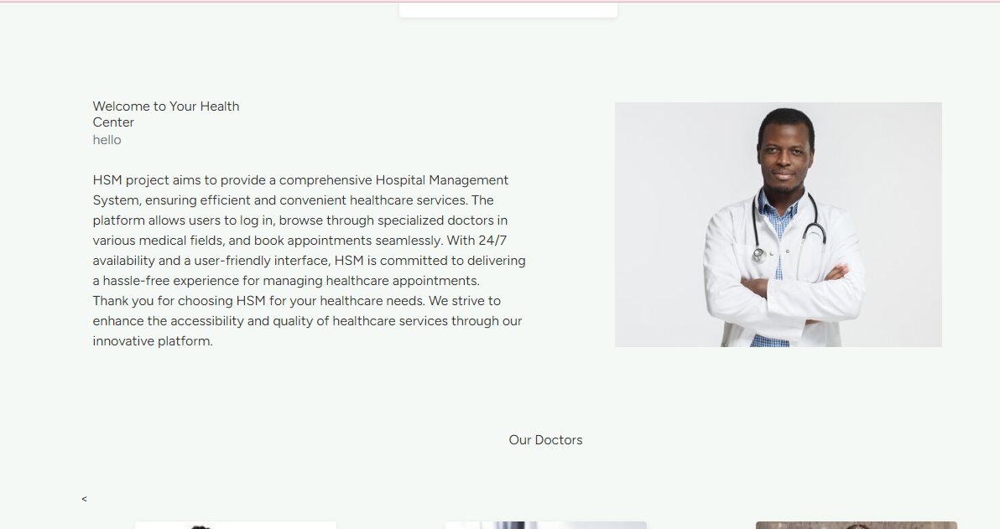 Welcome to Your Health
Center
hello
HSM project aims to provide a comprehensive Hospital Management
System, ensuring efficient and convenient healthcare services. The
platform allows users to log in, browse through specialized doctors in
various medical fields, and book appointments seamlessly. With 24/7
availability and a user-friendly interface, HSM is committed to delivering
a hassle-free experience for managing healthcare appointments.
Thank you for choosing HSM for your healthcare needs. We strive to
enhance the accessibility and quality of healthcare services through our
innovative platform.
Our Doctors
<